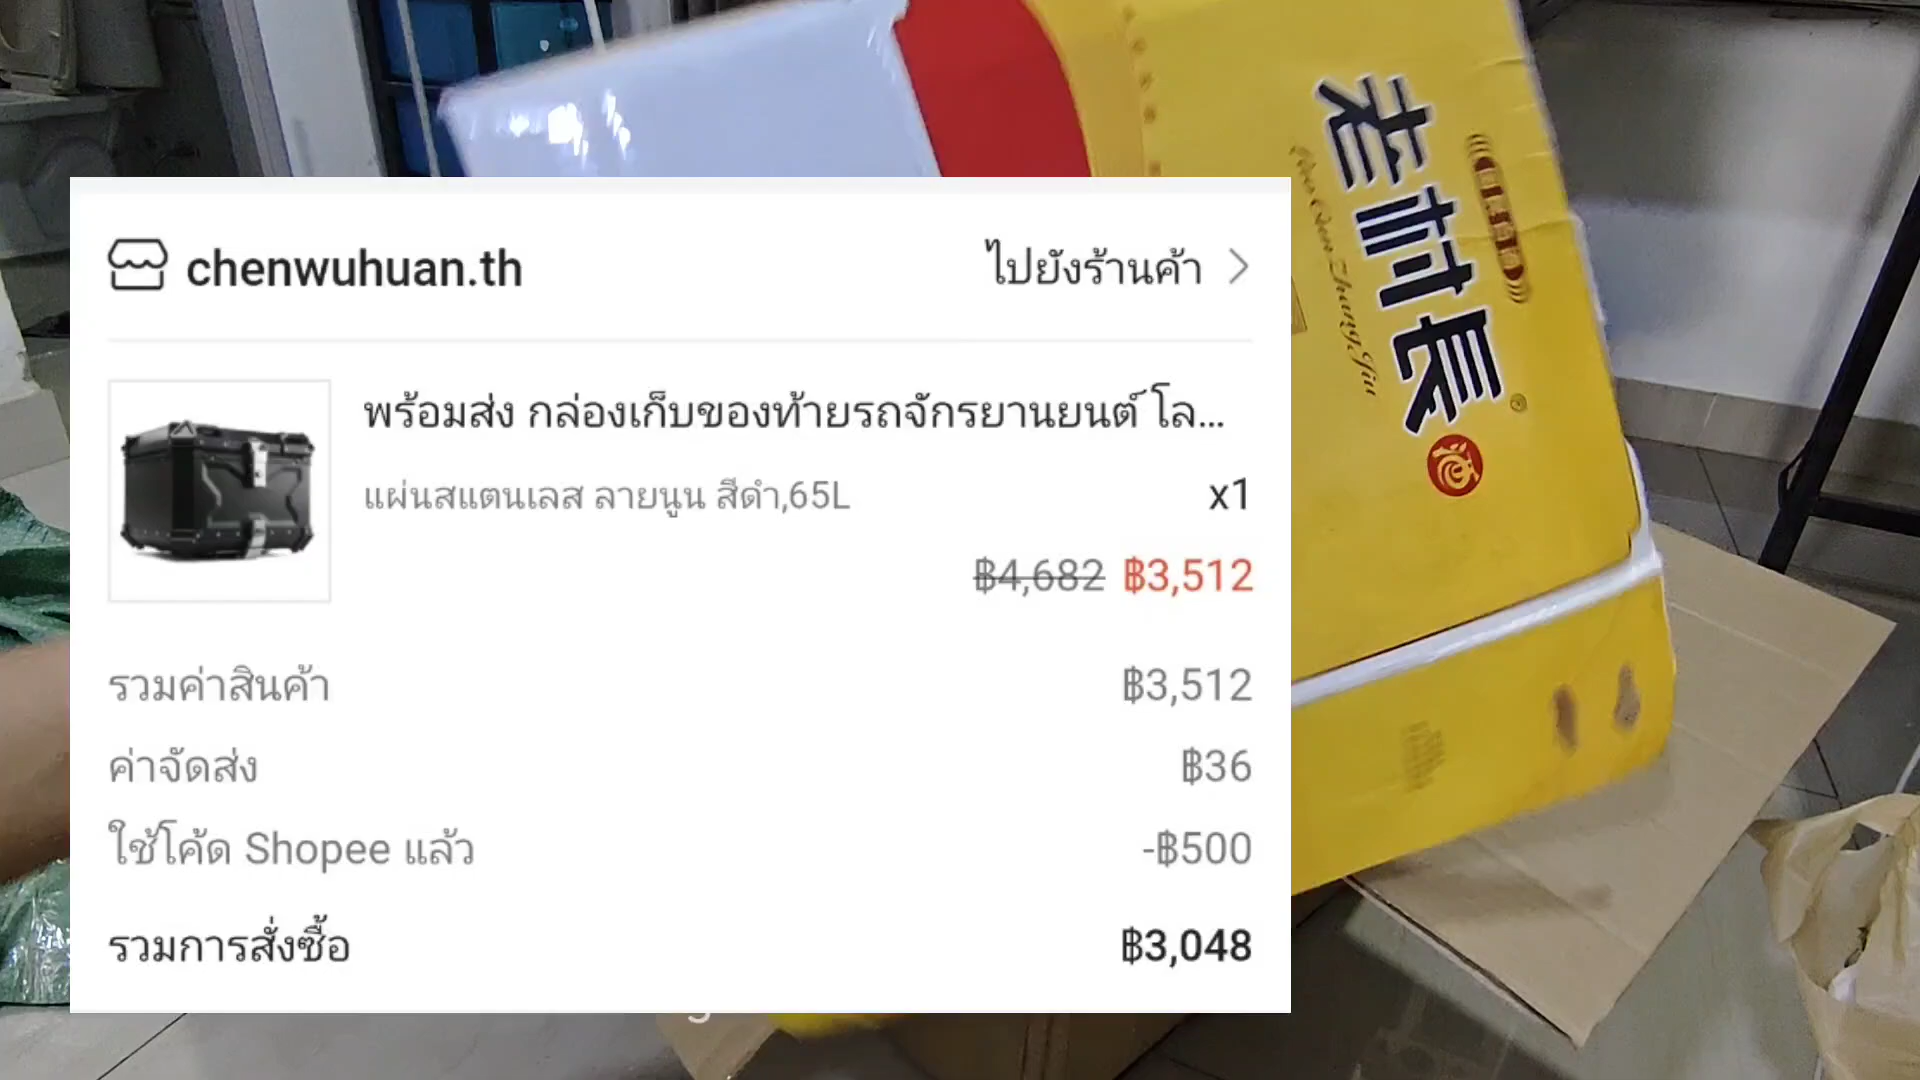 chenwuhuan.th
ไปยังร้านค้า
พร้อมส่ง กล่องเก็บของท้ายรถจักรยานยนต์ โล...
แผ่นสแตนเลส ลายนูน สีดำ,65L
x1
฿4,682 ฿3,512
รวมค่าสินค้า
฿3,512
ค่าจัดส่ง
฿36
ใช้โค้ด Shopee แล้ว
-฿500
รวมการสั่งซื้อ
฿3,048
老村长
Lao Cun Zhang Jiu